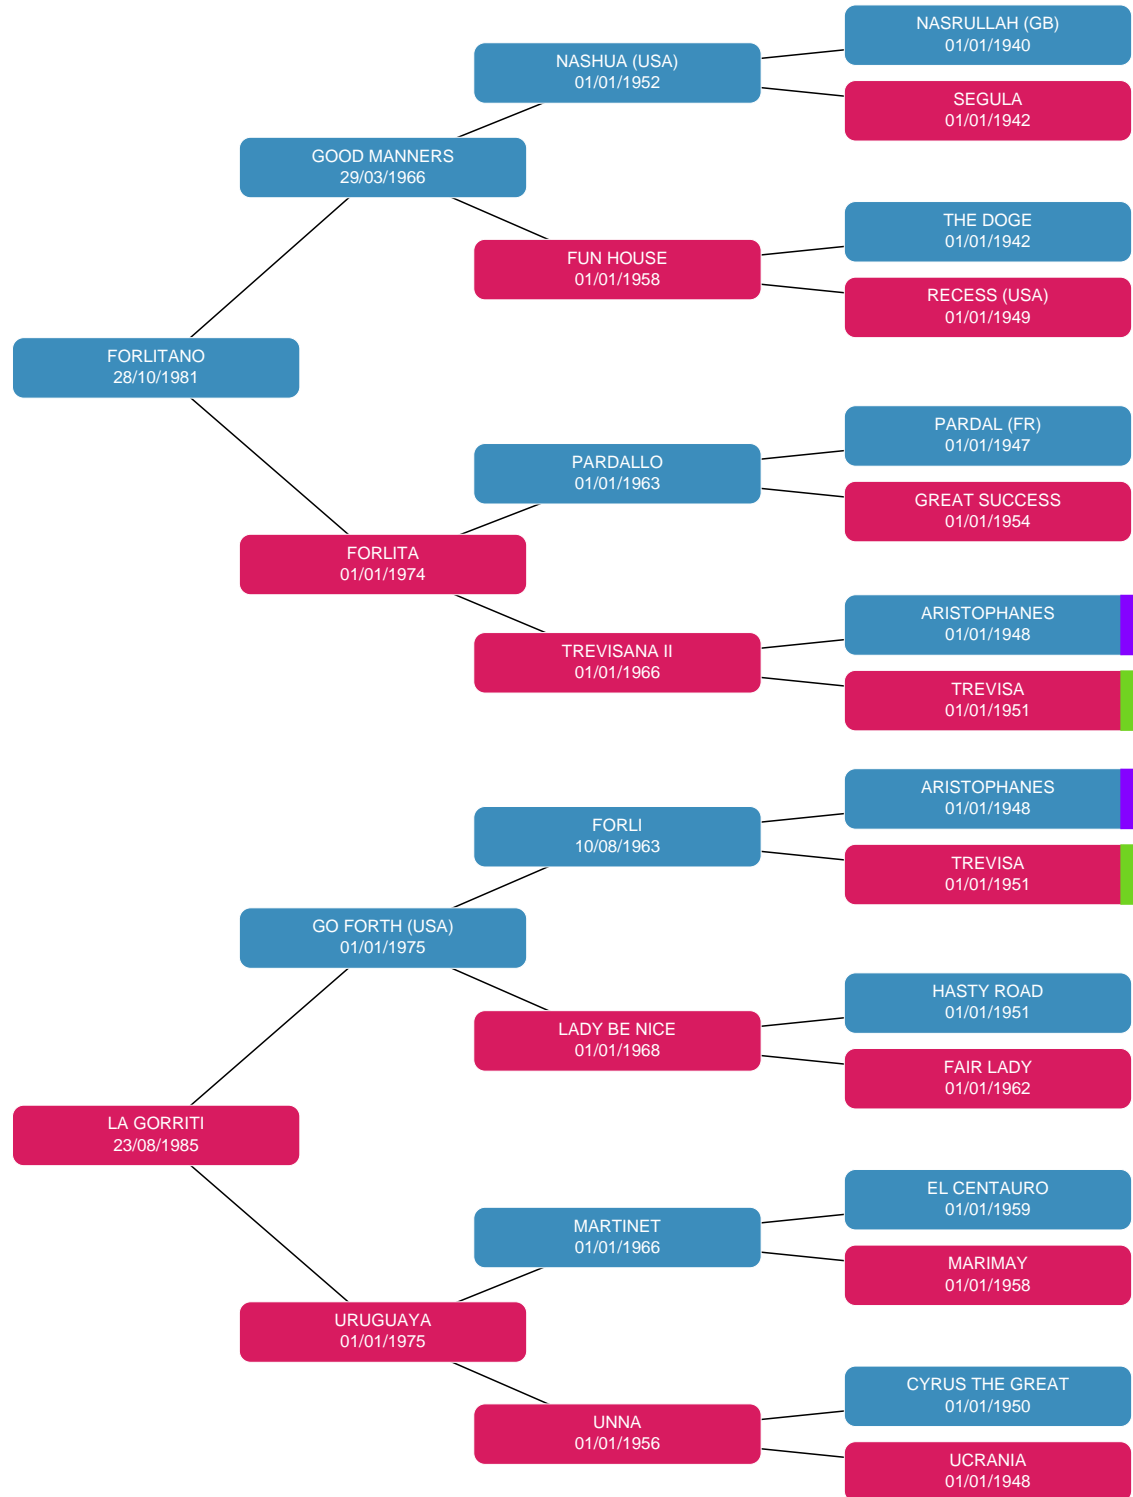 NASRULLAH (GB)
01/01/1940
NASHUA (USA)
01/01/1952
SEGULA
01/01/1942
GOOD MANNERS
29/03/1966
THE DOGE
01/01/1942
FUN HOUSE
01/01/1958
RECESS (USA)
01/01/1949
FORLITANO
28/10/1981
PARDAL (FR)
01/01/1947
PARDALLO
01/01/1963
GREAT SUCCESS
01/01/1954
FORLITA
01/01/1974
ARISTOPHANES
01/01/1948
TREVISANA II
01/01/1966
TREVISA
01/01/1951
ARISTOPHANES
01/01/1948
FORLI
10/08/1963
TREVISA
01/01/1951
GO FORTH (USA)
01/01/1975
HASTY ROAD
01/01/1951
LADY BE NICE
01/01/1968
FAIR LADY
01/01/1962
LA GORRITI
23/08/1985
EL CENTAURO
01/01/1959
MARTINET
01/01/1966
MARIMAY
01/01/1958
URUGUAYA
01/01/1975
CYRUS THE GREAT
01/01/1950
UNNA
01/01/1956
UCRANIA
01/01/1948